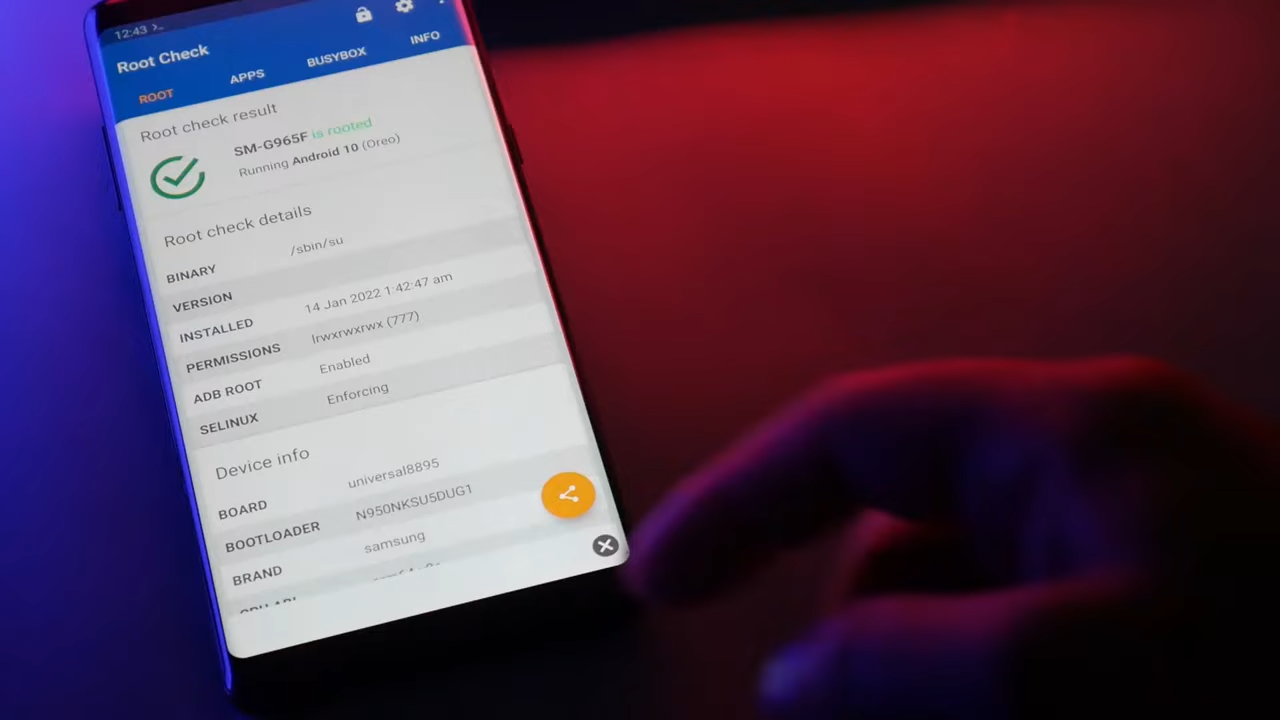 12:43 >_
Root Check
ROOT APPS BUSYBOX INFO
Root check result
SM-G965F is rooted
Running Android 10 (Oreo)
Root check details
BINARY /sbin/su
VERSION
INSTALLED 14 Jan 2022 1:42:47 am
PERMISSIONS lrwxrwxrwx (777)
ADB ROOT Enabled
SELINUX Enforcing
Device info
BOARD universal8895
BOOTLOADER N950NKSU5DUG1
BRAND samsung